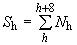 S_h = \sum_{h}^{h+8} N_h